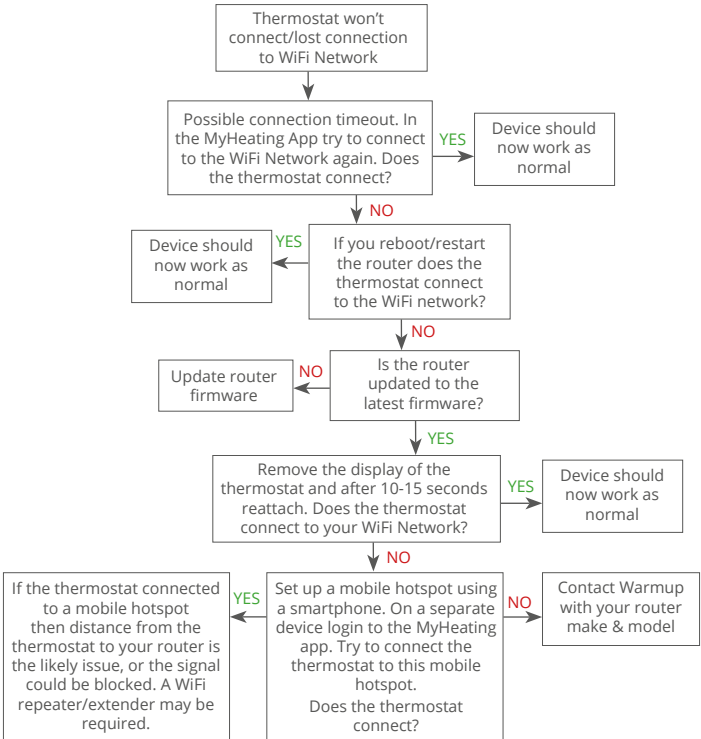 Thermostat won’t
connect/lost connection
to WiFi Network
Possible connection timeout. In
the MyHeating App try to connect
to the WiFi Network again. Does
the thermostat connect?
YES
Device should
now work as
normal
NO
If you reboot/restart
the router does the
thermostat connect
to the WiFi network?
YES
Device should
now work as
normal
NO
Is the router
updated to the
latest firmware?
NO
Update router
firmware
YES
Remove the display of the
thermostat and after 10-15 seconds
reattach. Does the thermostat
connect to your WiFi Network?
YES
Device should
now work as
normal
NO
Set up a mobile hotspot using
a smartphone. On a separate
device login to the MyHeating
app. Try to connect the
thermostat to this mobile
hotspot.
Does the thermostat
connect?
YES
If the thermostat connected
to a mobile hotspot
then distance from the
thermostat to your router is
the likely issue, or the signal
could be blocked. A WiFi
repeater/extender may be
required.
NO
Contact Warmup
with your router
make & model